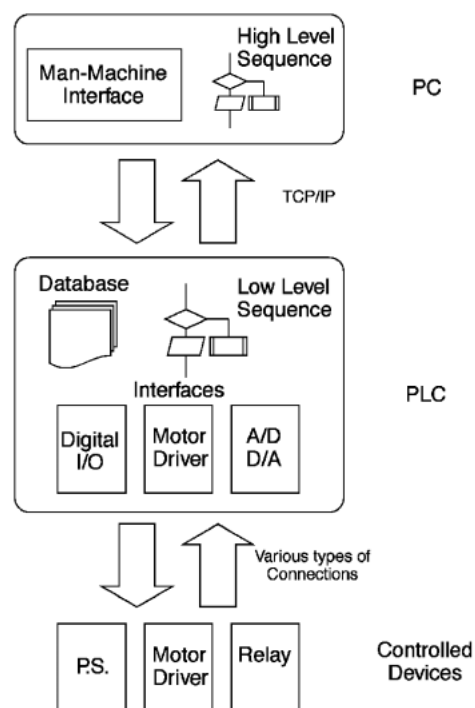 High Level
Sequence
Man-Machine
Interface
PC
TCP/IP
Database
Low Level
Sequence
Interfaces
PLC
Digital
I/O
Motor
Driver
A/D
D/A
Various types of
Connections
P.S.
Motor
Driver
Relay
Controlled
Devices